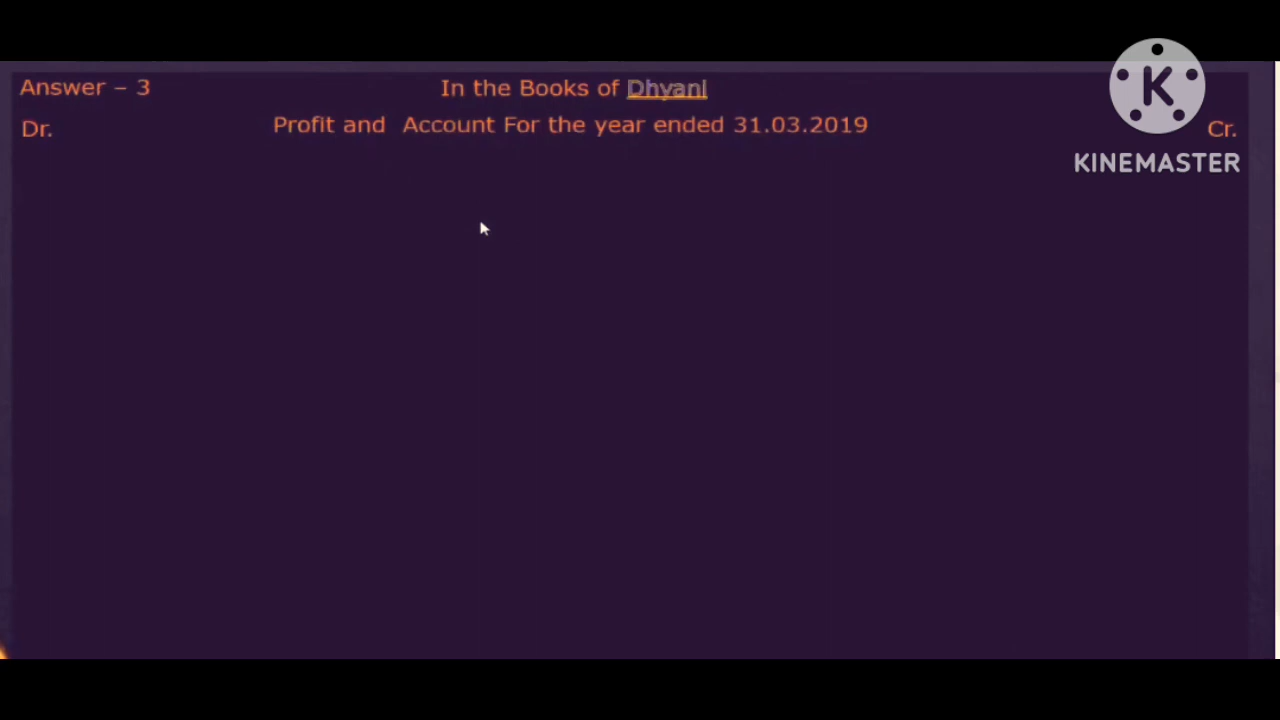 Answer – 3
In the Books of Dhyani
Dr.
Profit and Account For the year ended 31.03.2019
Cr.
K
KINEMASTER